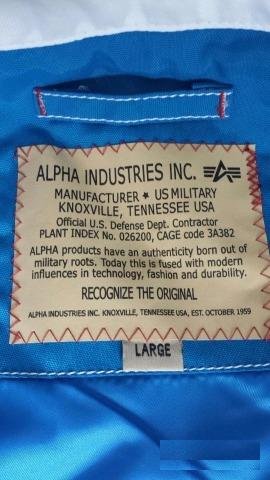 ALPHA INDUSTRIES INC.
MANUFACTURER ★ US MILITARY
KNOXVILLE, TENNESSEE USA
Official U.S. Defense Dept. Contractor
PLANT INDEX No. 026200, CAGE code 3A382
ALPHA products have an authenticity born out of
military roots. Today this is fused with modern
influences in technology, fashion and durability.
RECOGNIZE THE ORIGINAL
ALPHA INDUSTRIES INC. KNOXVILLE, TENNESSEE USA, EST. OCTOBER 1959
LARGE